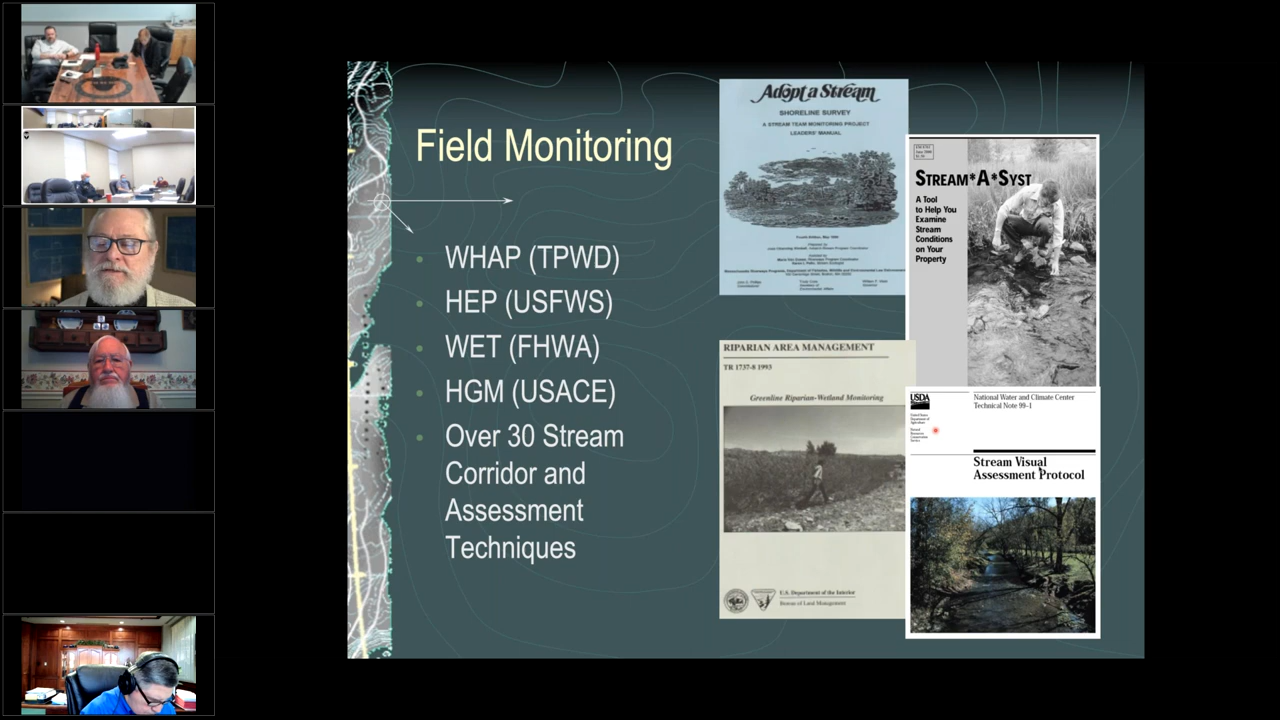 Field Monitoring
WHAP (TPWD)
HEP (USFWS)
WET (FHWA)
HGM (USACE)
Over 30 Stream
Corridor and
Assessment
Techniques
Adopt a Stream
SHORELINE SURVEY
A STREAM TEAM MONITORING PROJECT
LEADERS' MANUAL
STREAM*A*SYST
A Tool
to Help You
Examine
Stream
Conditions
on Your
Property
RIPARIAN AREA MANAGEMENT
TR 1737-8 1993
Greenline Riparian-Wetland Monitoring
U.S. Department of the Interior
Bureau of Land Management
USDA
National Water and Climate Center
Technical Note 99-1
Stream Visual
Assessment Protocol